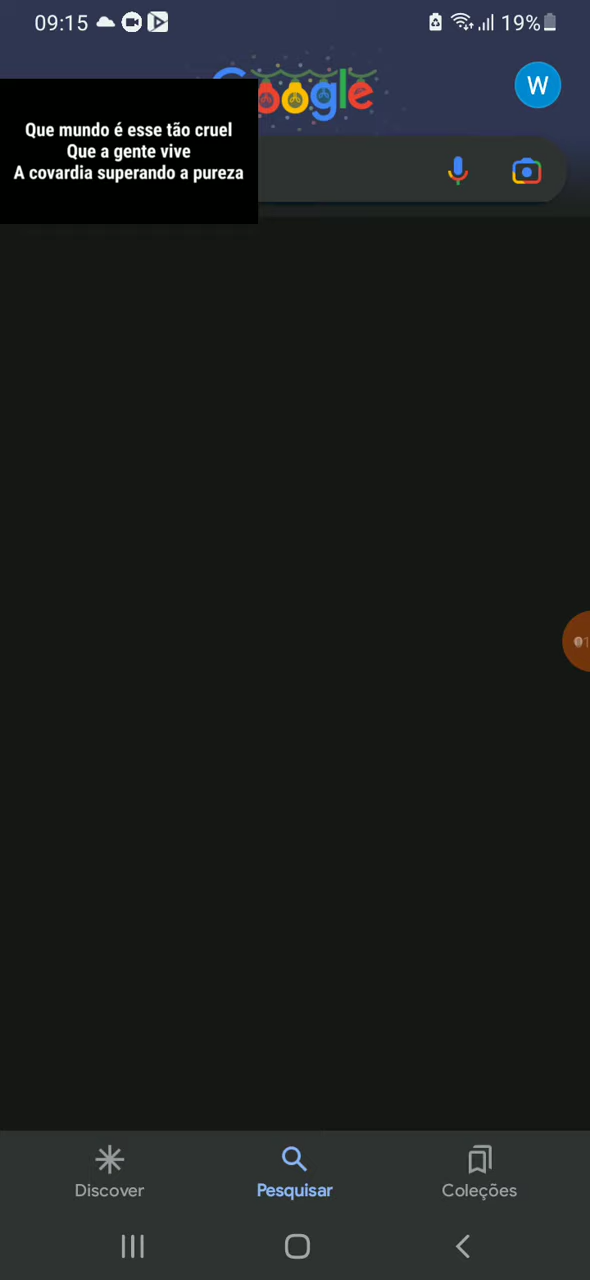 09:15
19%
Google
W
Que mundo é esse tão cruel
Que a gente vive
A covardia superando a pureza
Discover
Pesquisar
Coleções